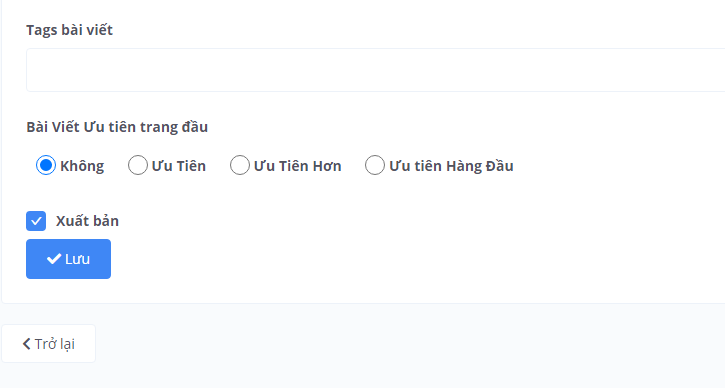 Tags bài viết
Bài Viết Ưu tiên trang đầu
Không Ưu Tiên Ưu Tiên Hơn Ưu tiên Hàng Đầu
Xuất bản
Lưu
Trở lại